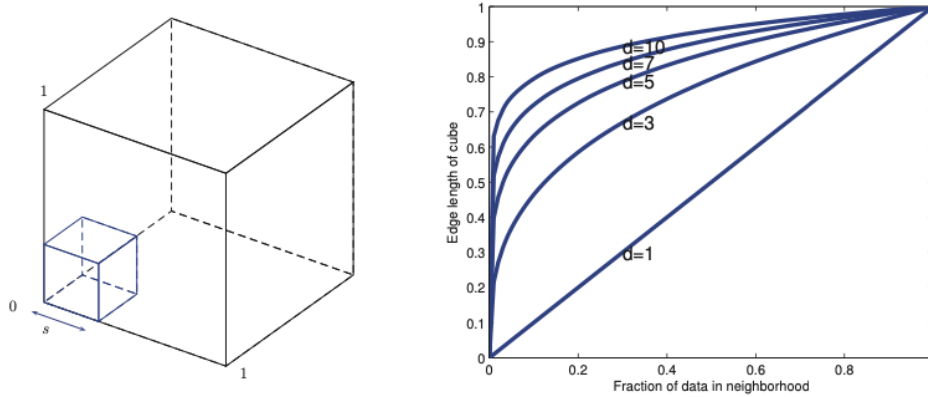 1
0
s
1
1
0.9
0.8
0.7
0.6
0.5
0.4
0.3
0.2
0.1
0
Edge length of cube
d=10
d=7
d=5
d=3
d=1
0
0.2
0.4
0.6
0.8
Fraction of data in neighborhood